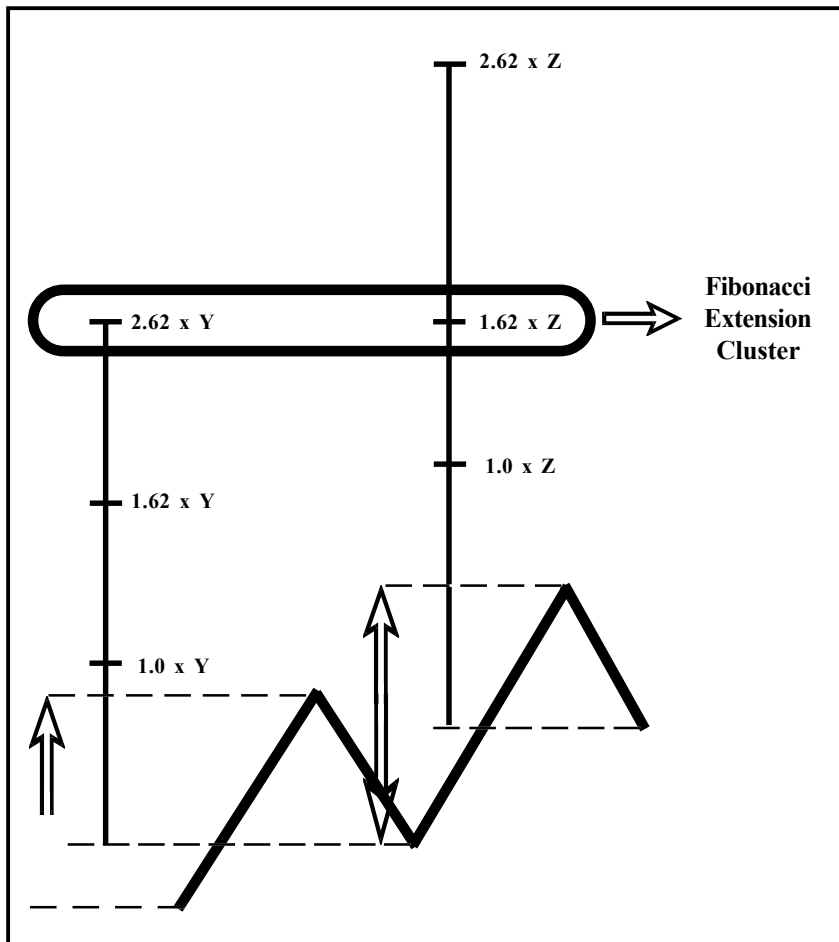 2.62 x Z
2.62 x Y
1.62 x Z
Fibonacci
Extension
Cluster
1.0 x Z
1.62 x Y
1.0 x Y